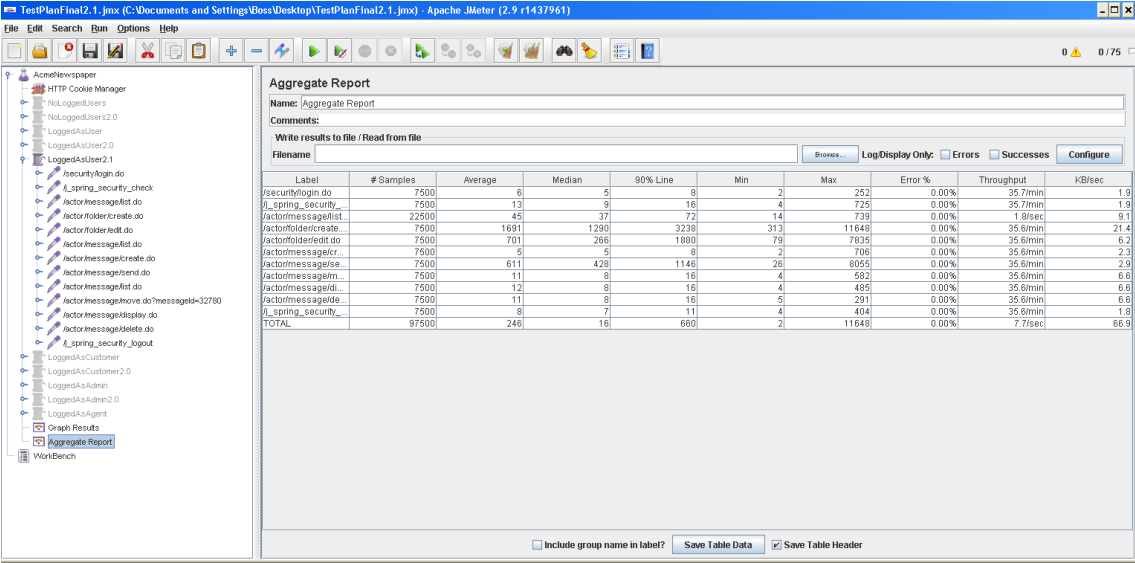 TestPlanFinal2.1.jmx (C:\Documents and Settings\Boss\Desktop\TestPlanFinal2.1.jmx) - Apache JMeter (2.9 r1437961)
File Edit Search Run Options Help
0 0 / 75
AcmeNewspaper
HTTP Cookie Manager
NoLoggedUsers
NoLoggedUsers2.0
LoggedAsUser
LoggedAsUser2.0
LoggedAsUser2.1
/security/login.do
/j_spring_security_check
/actor/message/list.do
/actor/folder/create.do
/actor/folder/edit.do
/actor/message/list.do
/actor/message/create.do
/actor/message/send.do
/actor/message/list.do
/actor/message/move.do?messageId=32780
/actor/message/display.do
/actor/message/delete.do
/j_spring_security_logout
LoggedAsCustomer
LoggedAsCustomer2.0
LoggedAsAdmin
LoggedAsAdmin2.0
LoggedAsAgent
Graph Results
Aggregate Report
WorkBench
Aggregate Report
Name: Aggregate Report
Comments:
Write results to file / Read from file
Filename Browse... Log/Display Only: Errors Successes Configure
Label # Samples Average Median 90% Line Min Max Error % Throughput KB/sec
/security/login.do 7500 6 5 8 2 252 0.00% 35.7/min 1.9
/j_spring_security_... 7500 13 9 16 4 725 0.00% 35.7/min 1.9
/actor/message/list... 22500 45 37 72 14 739 0.00% 1.8/sec 9.1
/actor/folder/create.... 7500 1691 1290 3238 313 11648 0.00% 35.6/min 21.4
/actor/folder/edit.do 7500 701 266 1880 79 7835 0.00% 35.6/min 6.2
/actor/message/cr... 7500 5 5 8 2 706 0.00% 35.6/min 2.3
/actor/message/se... 7500 611 428 1146 26 8055 0.00% 35.6/min 2.9
/actor/message/m... 7500 11 8 16 4 582 0.00% 35.6/min 6.6
/actor/message/di... 7500 12 8 16 4 485 0.00% 35.6/min 6.6
/actor/message/de... 7500 11 8 16 5 291 0.00% 35.6/min 6.6
/j_spring_security_... 7500 8 7 11 4 404 0.00% 35.6/min 1.8
TOTAL 97500 246 16 660 2 11648 0.00% 7.7/sec 66.9
Include group name in label? Save Table Data Save Table Header